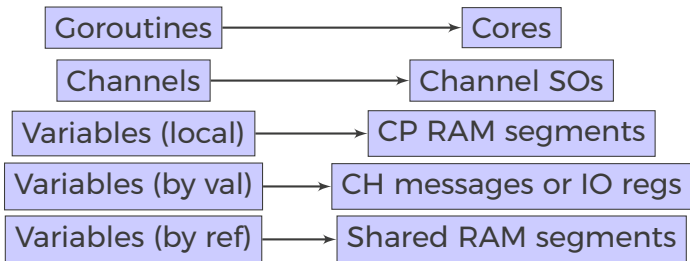 Goroutines Cores
Channels Channel SOs
Variables (local) CP RAM segments
Variables (by val) CH messages or IO regs
Variables (by ref) Shared RAM segments